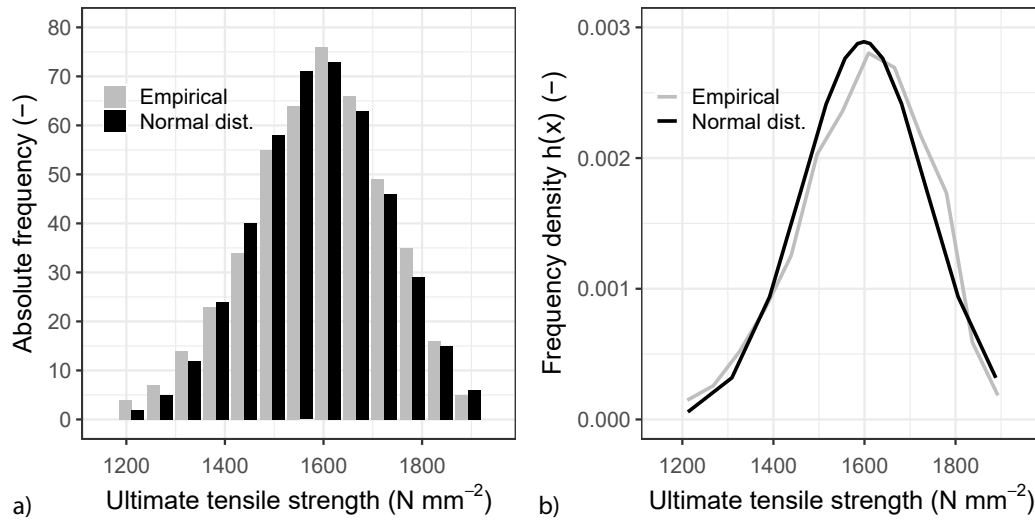 80
70
60
50
40
30
20
10
0
Absolute frequency (−)
Empirical
Normal dist.
1200 1400 1600 1800
Ultimate tensile strength (N mm⁻²)
a)
0.003
0.002
0.001
0.000
Frequency density h(x) (−)
Empirical
Normal dist.
1200 1400 1600 1800
Ultimate tensile strength (N mm⁻²)
b)